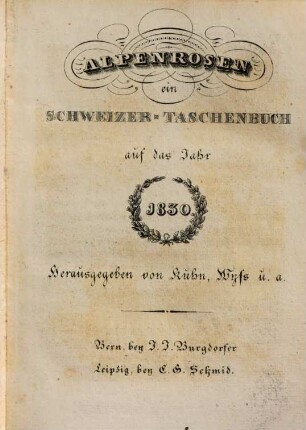 ALPENROSEN
ein
SCHWEIZER=TASCHENBUCH
auf das Jahr
1830.
Herausgegeben von Kuhn, Wyſs u. a.
Bern, bey J. J. Burgdorfer
Leipzig, bey C. G. Schmid.